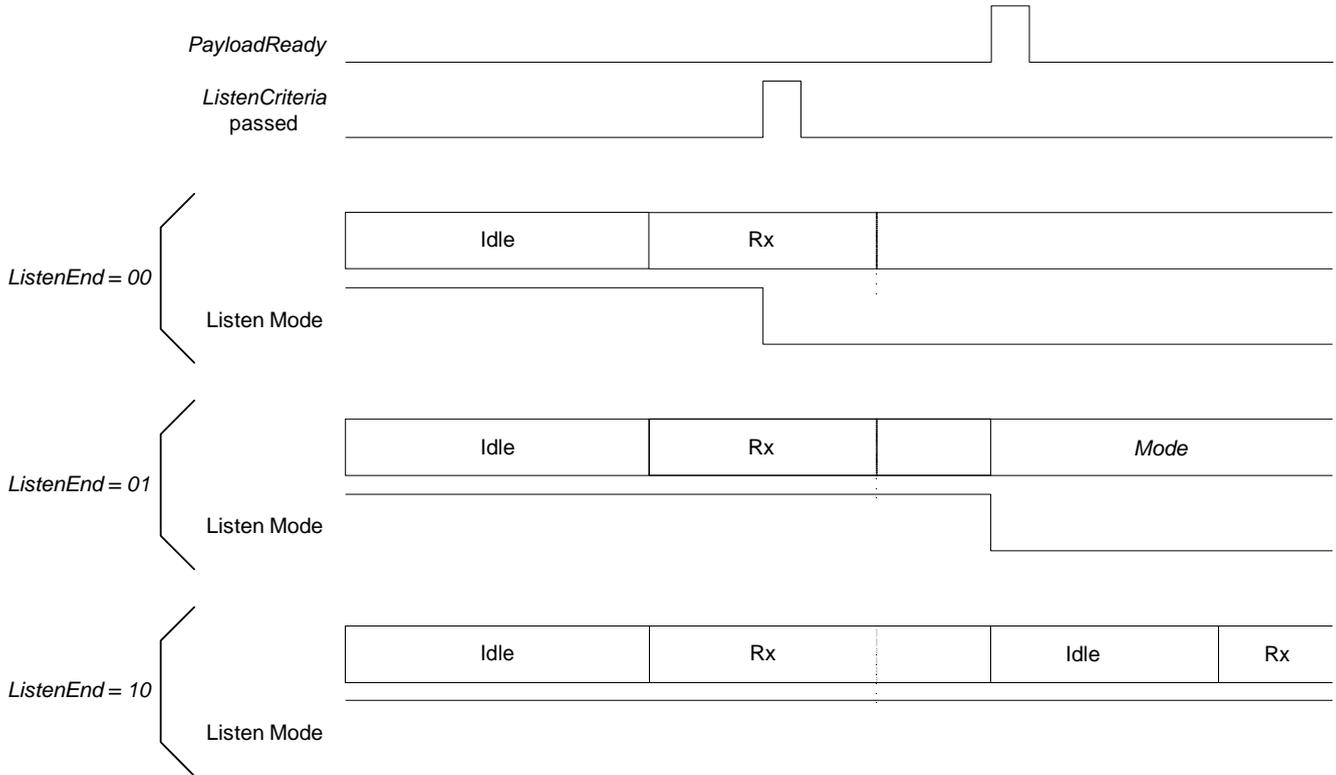 PayloadReady
ListenCriteria
passed
Idle
Rx
ListenEnd = 00
Listen Mode
Idle
Rx
Mode
ListenEnd = 01
Listen Mode
Idle
Rx
Idle
Rx
ListenEnd = 10
Listen Mode